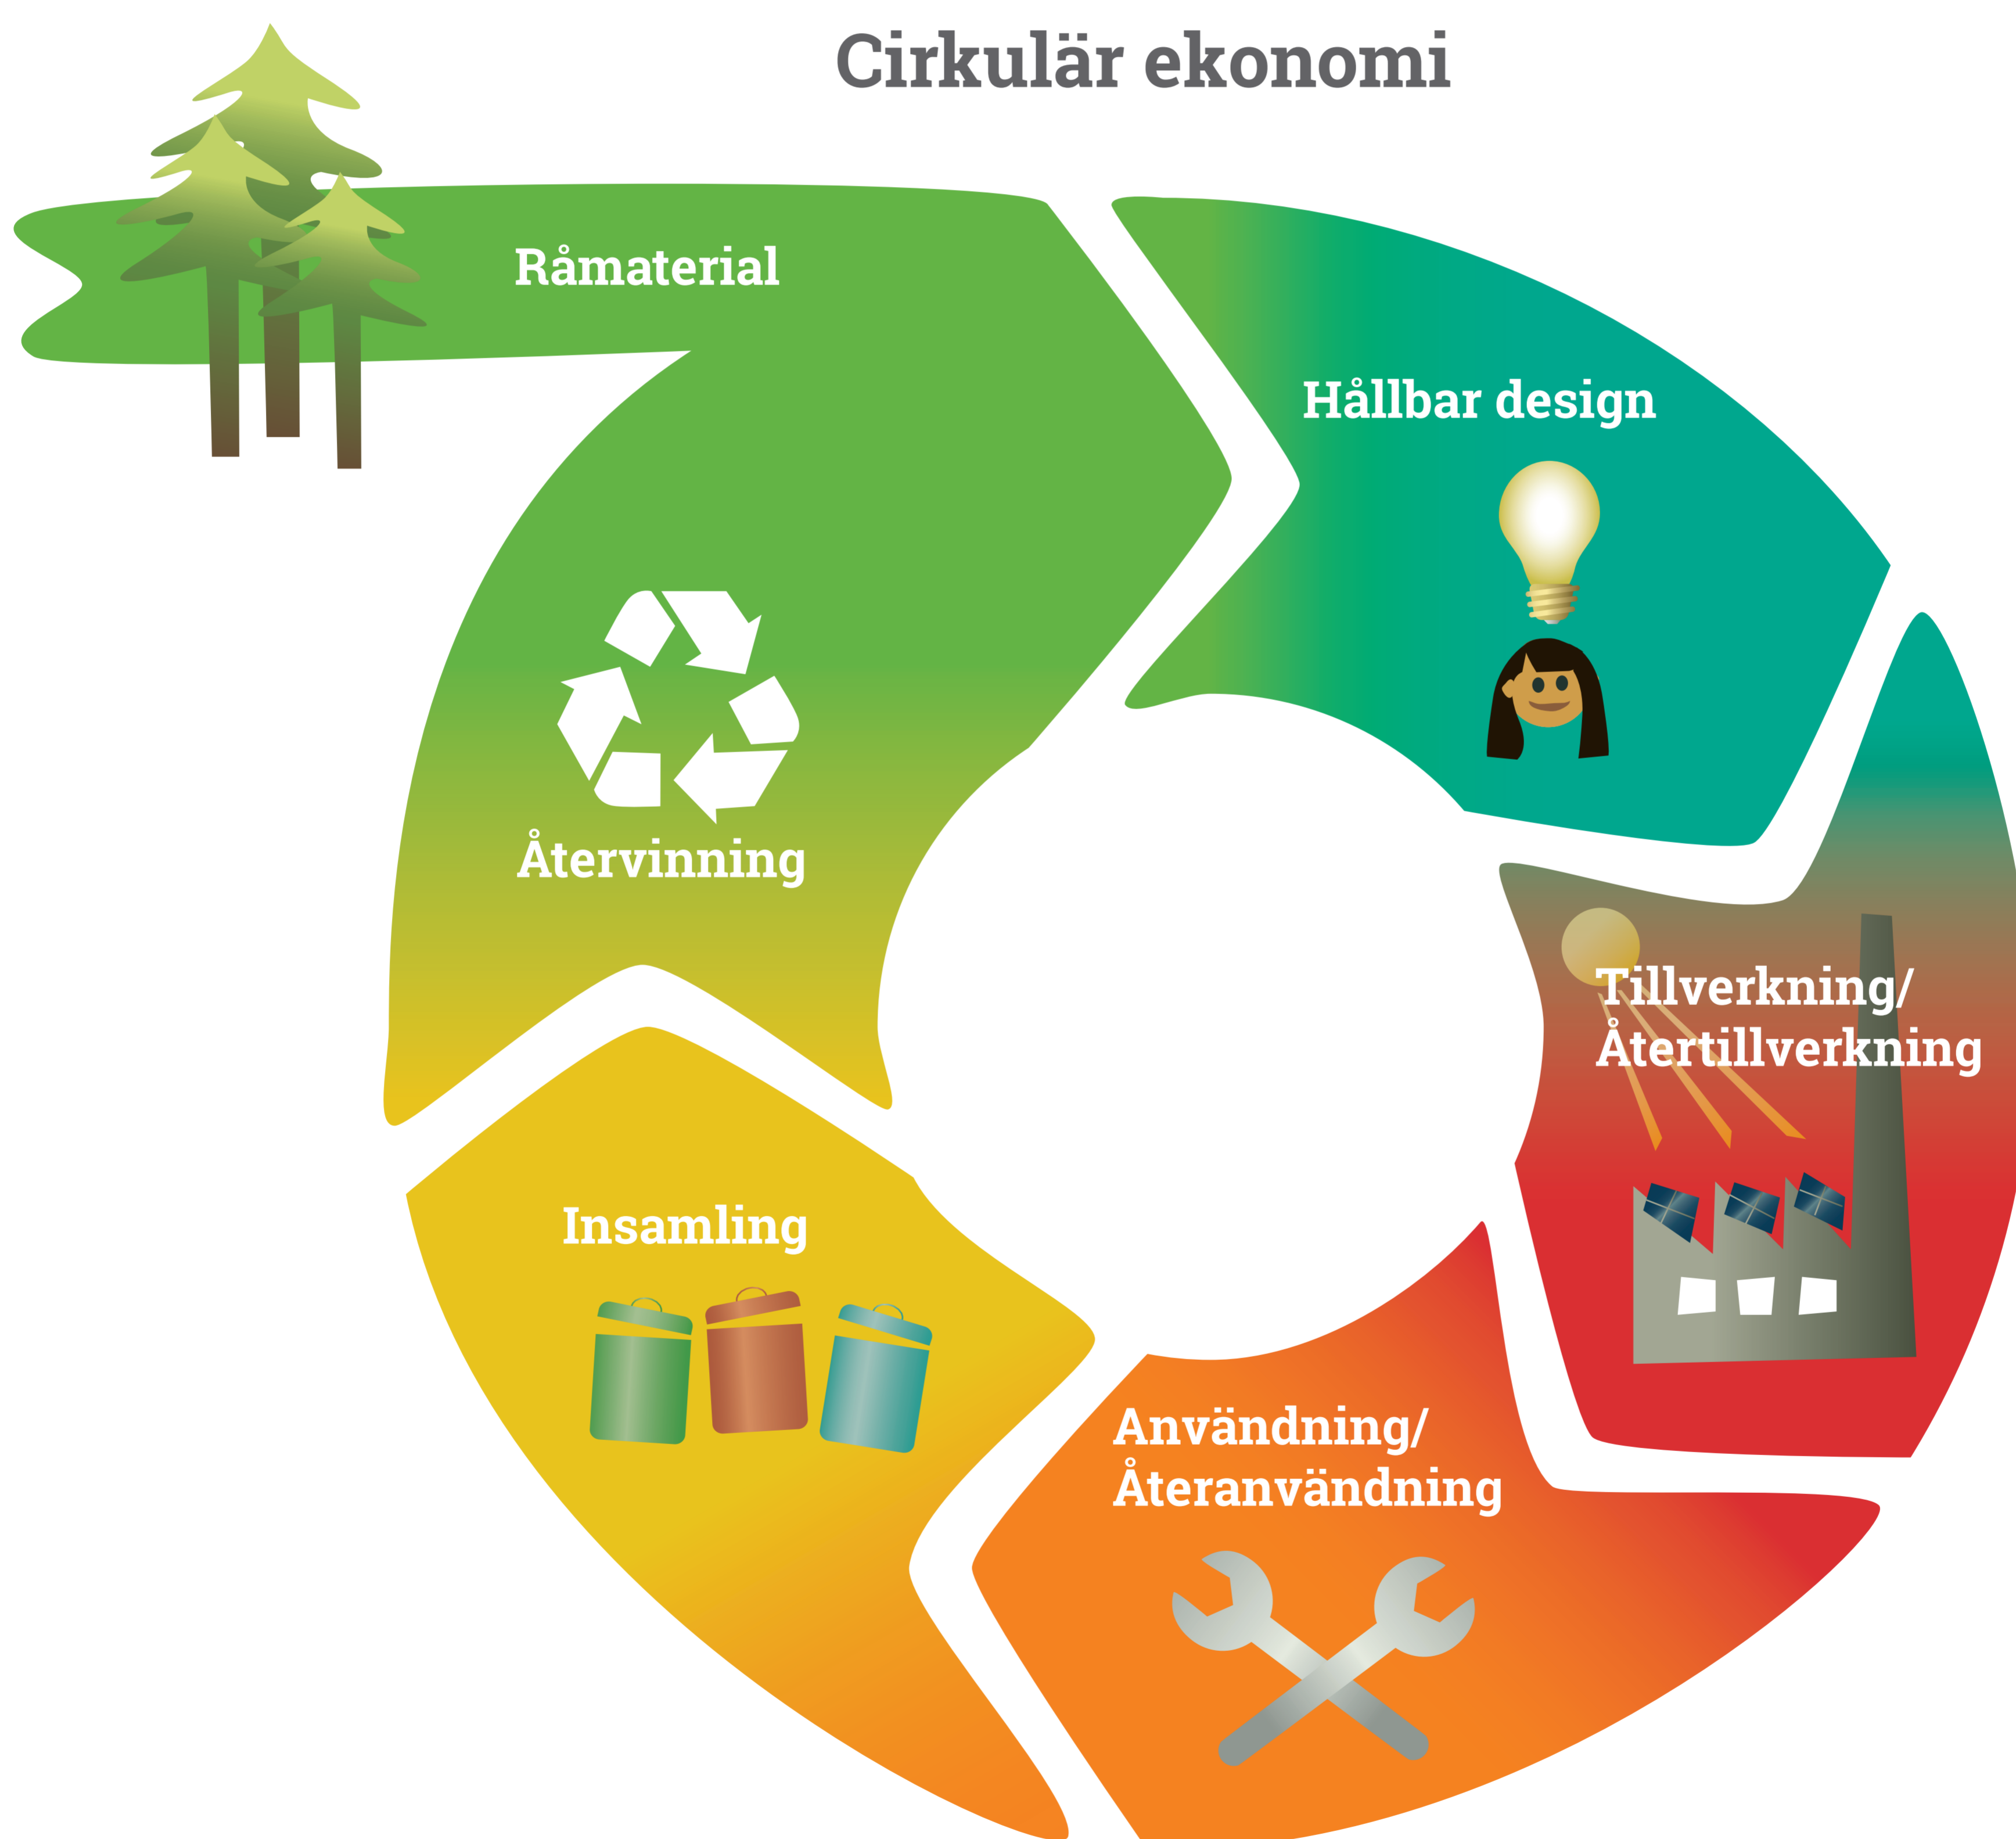 Cirkulär ekonomi
Råmaterial
Hållbar design
Tillverkning/
Återtillverkning
Användning/
Återanvändning
Insamling
Återvinning